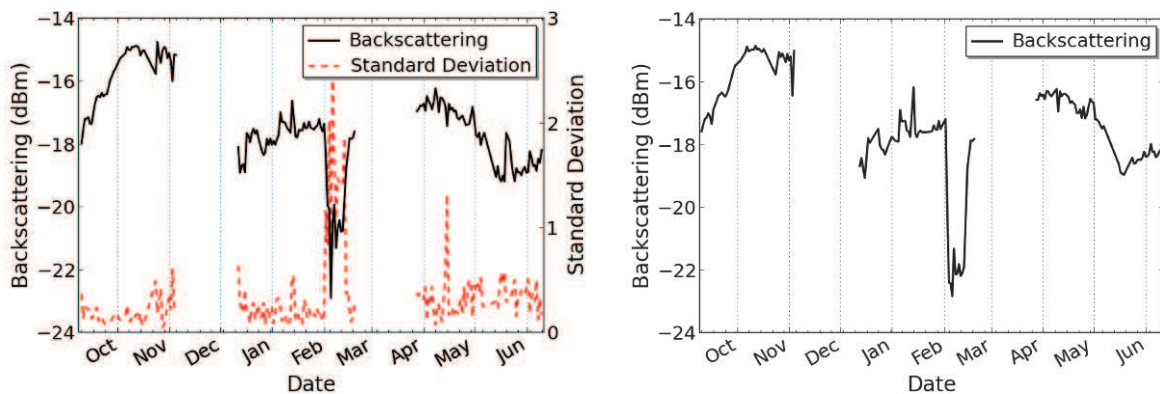 −14
−16
−18
−20
−22
−24
Backscattering (dBm)
Backscattering
Standard Deviation
3
2
1
0
Standard Deviation
Oct
Nov
Dec
Jan
Feb
Mar
Apr
May
Jun
Date
−14
−16
−18
−20
−22
−24
Backscattering (dBm)
Backscattering
Oct
Nov
Dec
Jan
Feb
Mar
Apr
May
Jun
Date